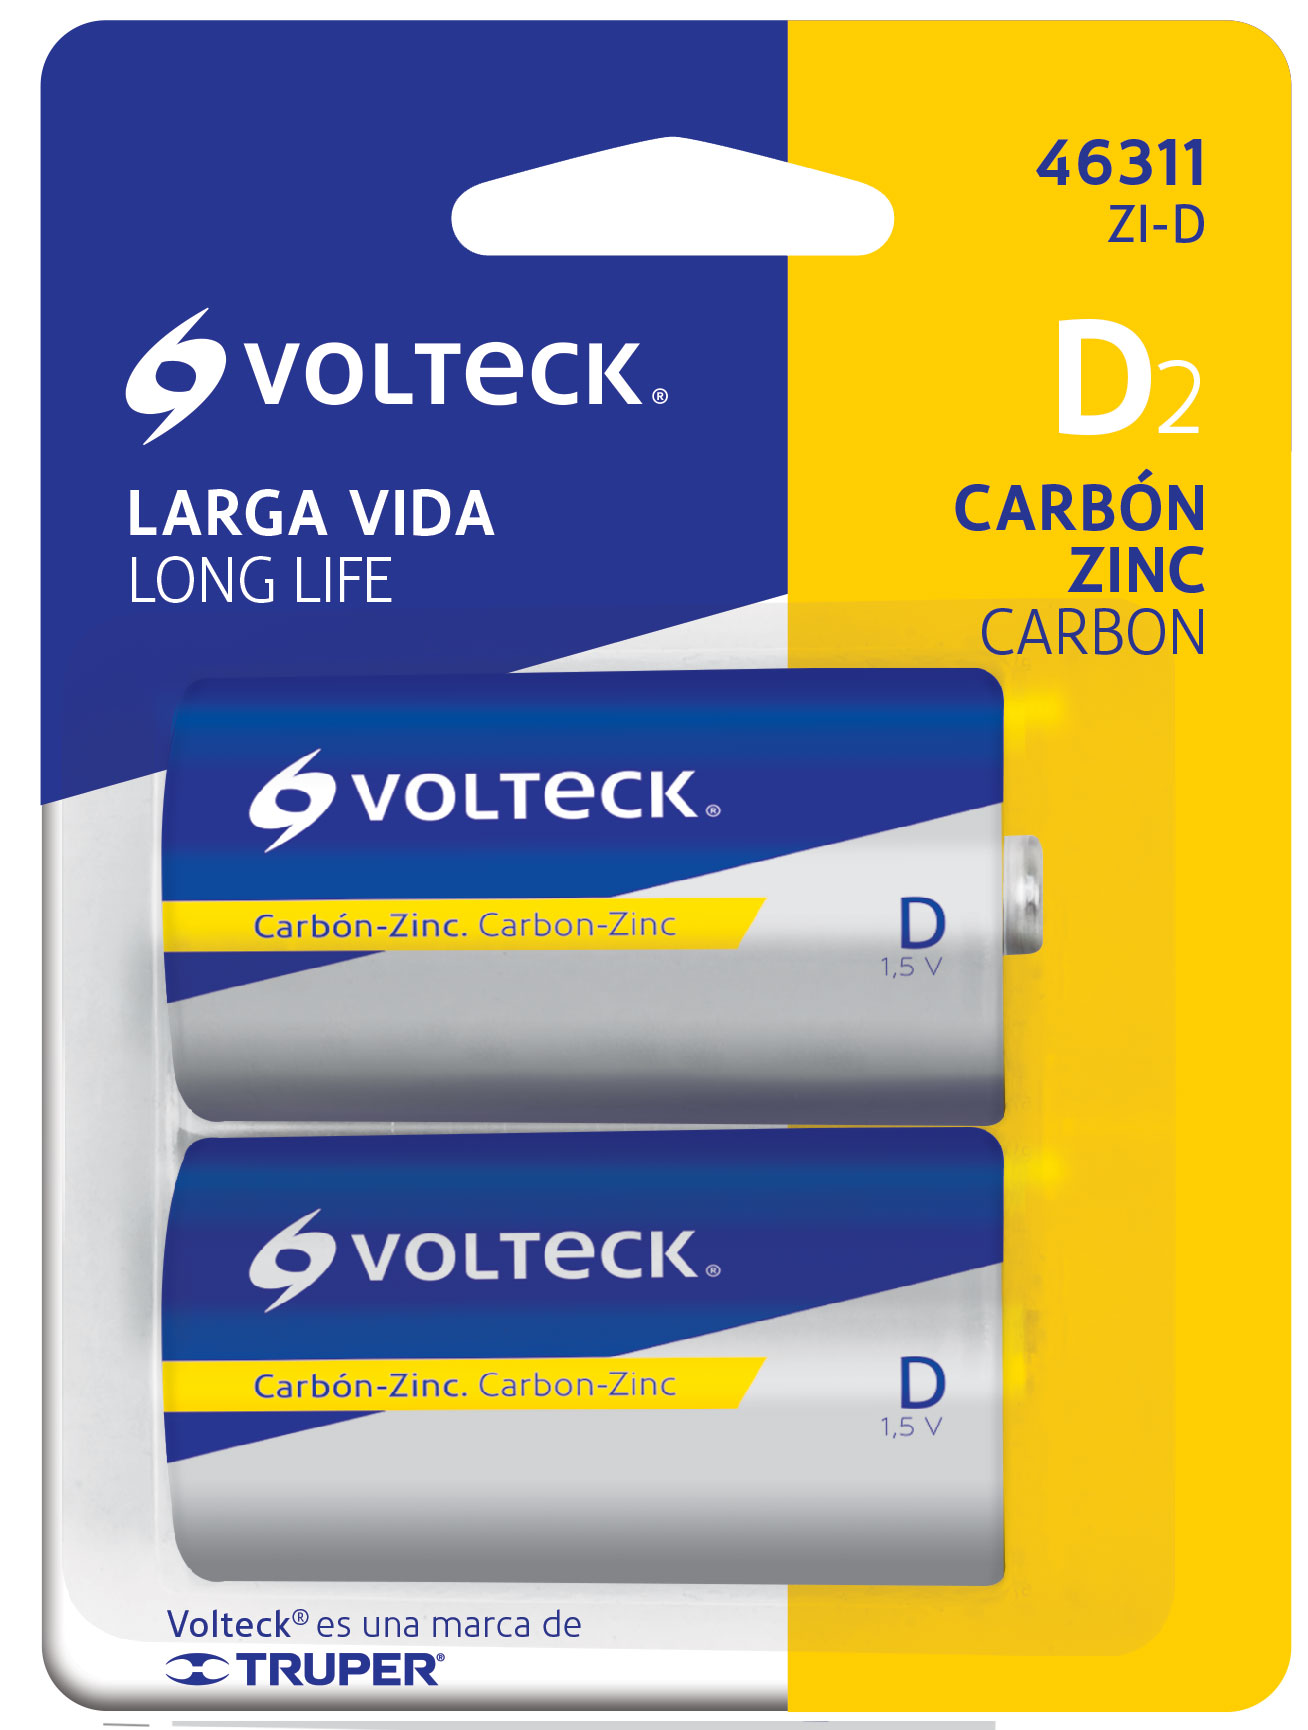 46311
ZI-D
VOLTECK®
D2
LARGA VIDA
LONG LIFE
CARBÓN
ZINC
CARBON
VOLTECK®
Carbón-Zinc. Carbon-Zinc
D
1,5 V
VOLTECK®
Carbón-Zinc. Carbon-Zinc
D
1,5 V
Volteck® es una marca de
TRUPER®